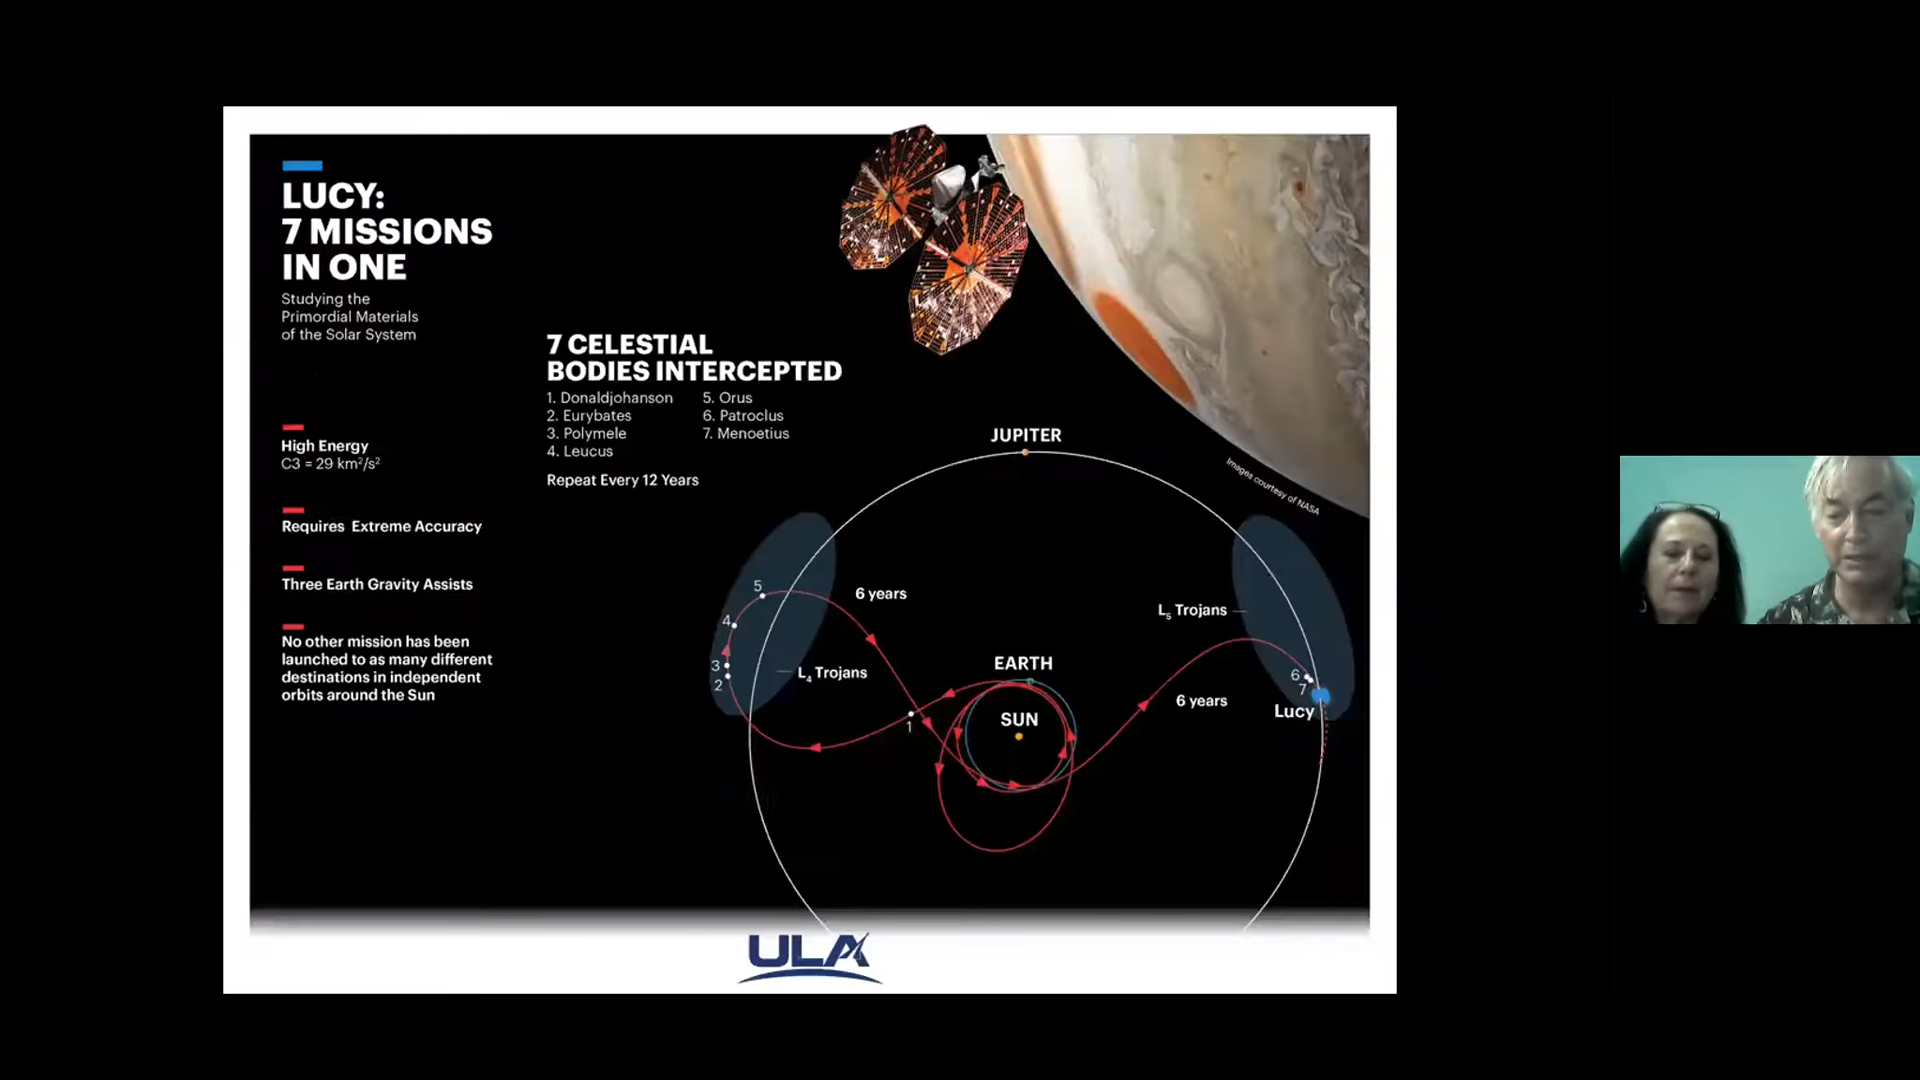 LUCY:
7 MISSIONS
IN ONE
Studying the
Primordial Materials
of the Solar System
High Energy
C3 = 29 km²/s²
Requires Extreme Accuracy
Three Earth Gravity Assists
No other mission has been
launched to as many different
destinations in independent
orbits around the Sun
7 CELESTIAL
BODIES INTERCEPTED
1. Donaldjohanson
2. Eurybates
3. Polymele
4. Leucus
5. Orus
6. Patroclus
7. Menoetius
Repeat Every 12 Years
JUPITER
Images courtesy of NASA
5
6 years
4
L₅ Trojans
3
2
L₄ Trojans
EARTH
6
7
6 years
Lucy
SUN
1
ULA